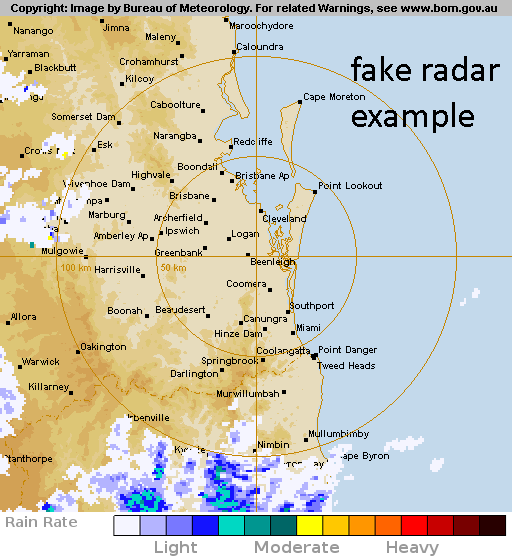 Copyright: Image by Bureau of Meteorology. For related Warnings, see www.bom.gov.au
Nanango
Jimna
Maroochydore
Maleny
Caloundra
Yarraman
Crohamhurst
Blackbutt
Kilcoy
fake radar
example
Caboolture
Cape Moreton
Somerset Dam
Narangba
Redcliffe
Esk
Boondall
Highvale
Brisbane Ap
Point Lookout
Brisbane
Marburg
Archerfield
Cleveland
Ipswich
Amberley Ap
Logan
Mulgowie
Greenbank
Beenleigh
100 km
50 km
Harrisville
Coomera
Boonah
Beaudesert
Southport
Allora
Canungra
Hinze Dam
Miami
Oakington
Coolangatta
Point Danger
Warwick
Springbrook
Tweed Heads
Darlington
Killarney
Murwillumbah
Mullumbimby
Nimbin
Rain Rate
Light
Moderate
Heavy